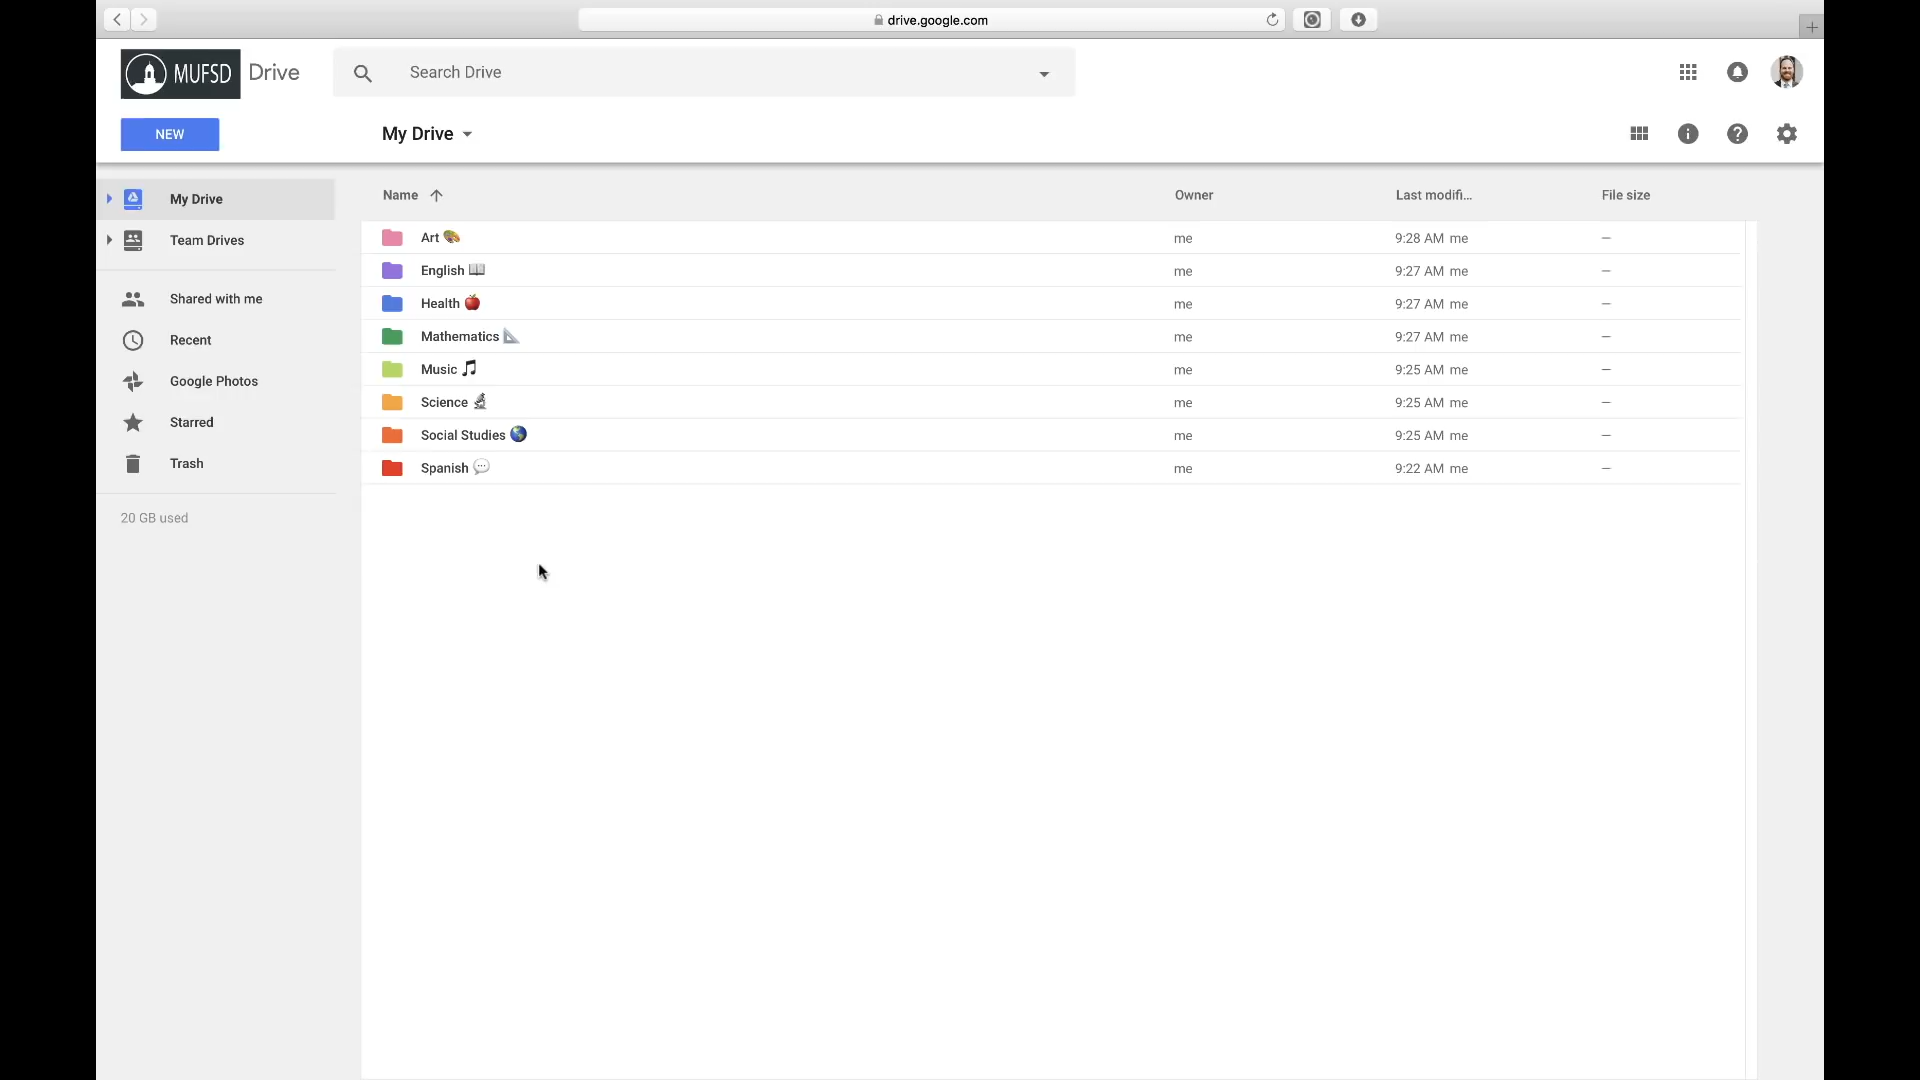 drive.google.com
MUFSD Drive
Search Drive
NEW
My Drive
My Drive
Team Drives
Shared with me
Recent
Google Photos
Starred
Trash
20 GB used
Name Owner Last modifi... File size
Art 🎨 me 9:28 AM me —
English 📖 me 9:27 AM me —
Health 🍎 me 9:27 AM me —
Mathematics 📐 me 9:27 AM me —
Music 🎵 me 9:25 AM me —
Science 🔬 me 9:25 AM me —
Social Studies 🌎 me 9:25 AM me —
Spanish 💬 me 9:22 AM me —